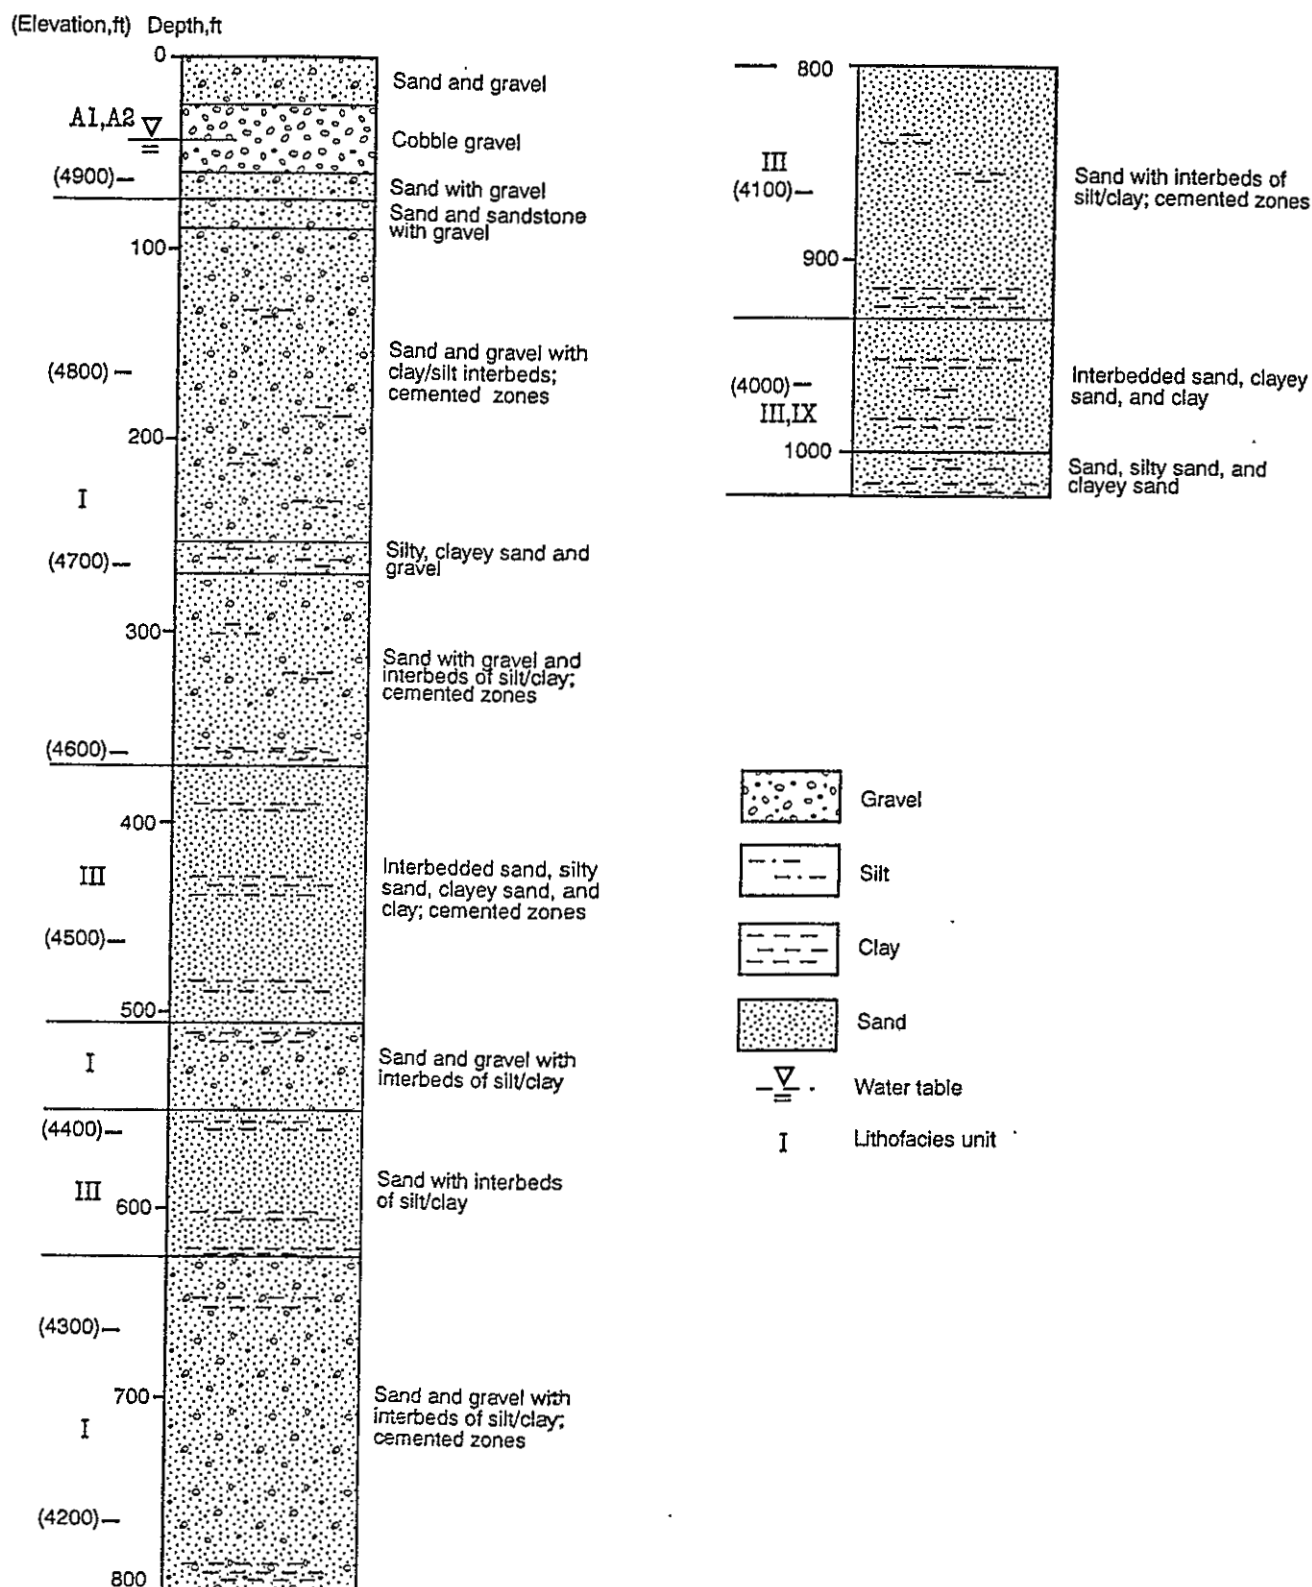 (Elevation,ft) Depth,ft
0
Sand and gravel
A1,A2
Cobble gravel
(4900)
Sand with gravel
Sand and sandstone
with gravel
100
Sand and gravel with
(4800)
clay/silt interbeds;
cemented zones
200
I
Silty, clayey sand and
(4700)
gravel
300
Sand with gravel and
interbeds of silt/clay;
cemented zones
(4600)
400
Interbedded sand, silty
III
sand, clayey sand, and
clay; cemented zones
(4500)
500
I
Sand and gravel with
interbeds of silt/clay
(4400)
Sand with interbeds
III
of silt/clay
600
(4300)
700
Sand and gravel with
I
interbeds of silt/clay;
cemented zones
(4200)
800
800
III
Sand with interbeds of
(4100)
silt/clay; cemented zones
900
Interbedded sand, clayey
(4000)
sand, and clay
III,IX
1000
Sand, silty sand, and
clayey sand
Gravel
Silt
Clay
Sand
Water table
I
Lithofacies unit